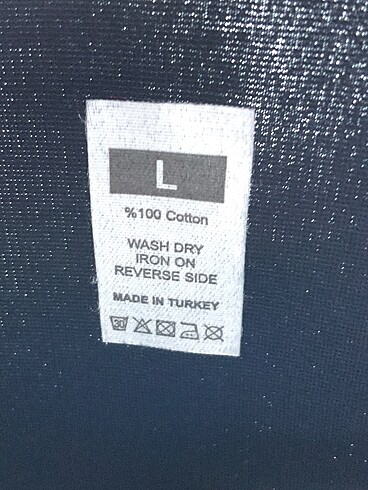 L
%100 Cotton
WASH DRY
IRON ON
REVERSE SIDE
MADE IN TURKEY
30